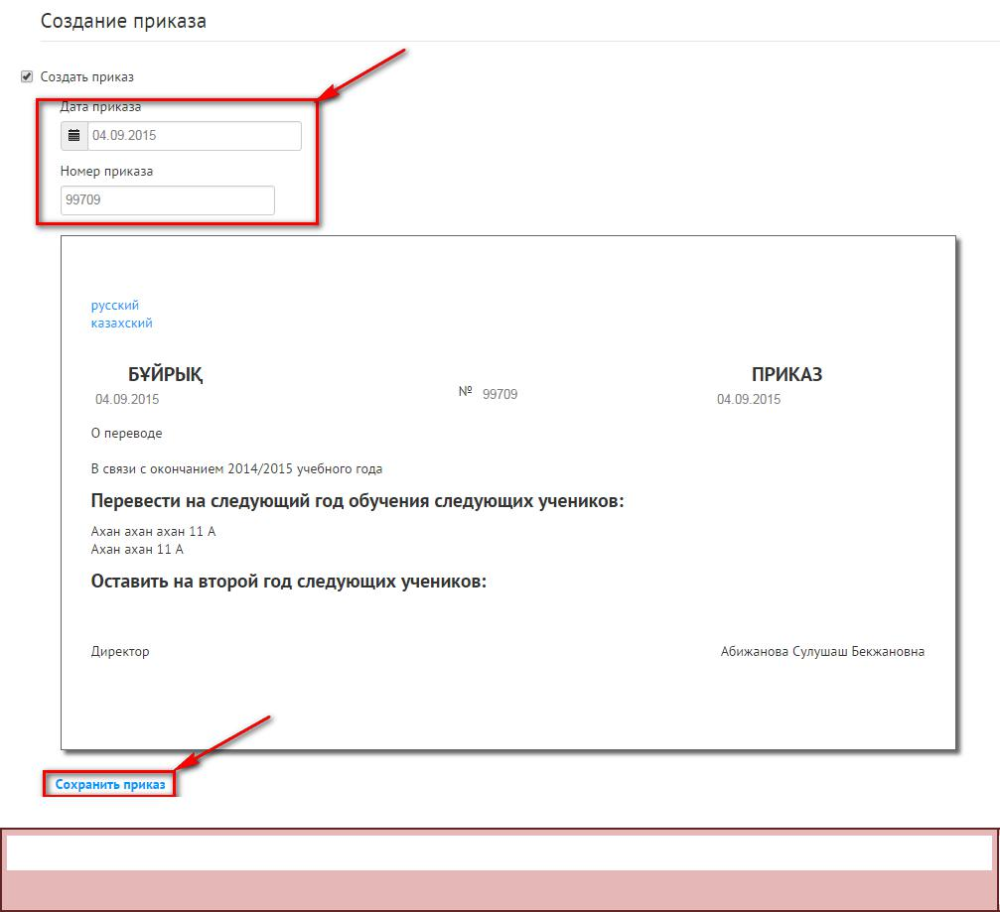 Создание приказа
Создать приказ
Дата приказа
04.09.2015
Номер приказа
99709
русский
казахский
БҰЙРЫҚ ПРИКАЗ
04.09.2015 № 99709 04.09.2015
О переводе
В связи с окончанием 2014/2015 учебного года
Перевести на следующий год обучения следующих учеников:
Ахан ахан ахан 11 А
Ахан ахан 11 А
Оставить на второй год следующих учеников:
Директор Абижанова Сулушаш Бекжановна
Сохранить приказ